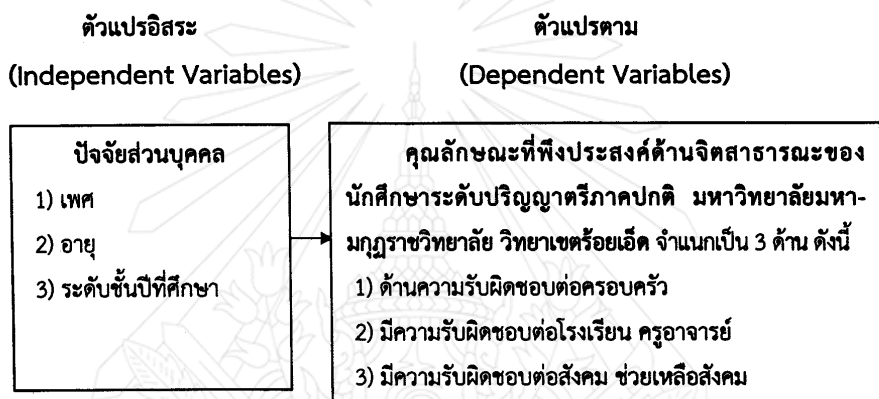 ตัวแปรอิสระ
(Independent Variables)
ตัวแปรตาม
(Dependent Variables)
ปัจจัยส่วนบุคคล
1) เพศ
2) อายุ
3) ระดับชั้นปีที่ศึกษา
คุณลักษณะที่พึงประสงค์ด้านจิตสาธารณะของ
นักศึกษาระดับปริญญาตรีภาคปกติ มหาวิทยาลัยมหา-
มกุฏราชวิทยาลัย วิทยาเขตร้อยเอ็ด จำแนกเป็น 3 ด้าน ดังนี้
1) ด้านความรับผิดชอบต่อครอบครัว
2) มีความรับผิดชอบต่อโรงเรียน ครูอาจารย์
3) มีความรับผิดชอบต่อสังคม ช่วยเหลือสังคม